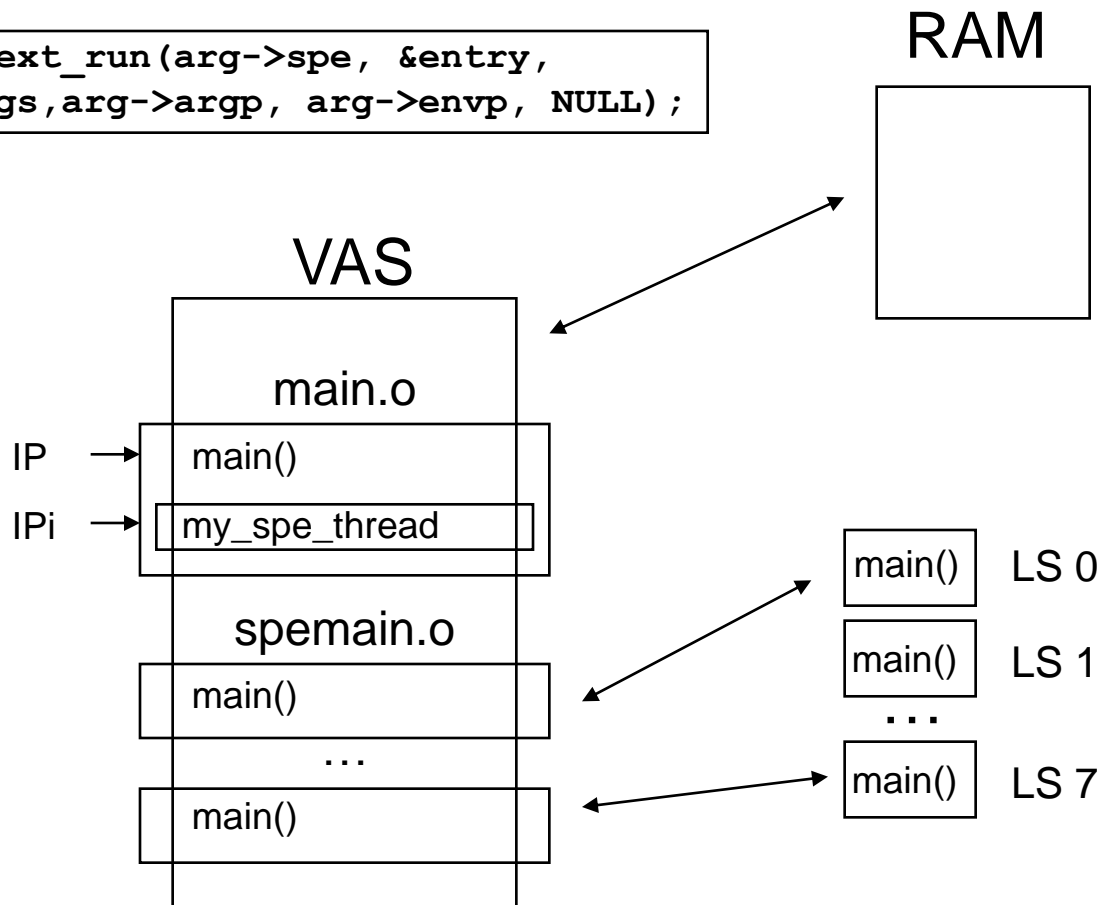 ext_run(arg->spe, &entry,
gs,arg->argp, arg->envp, NULL);
RAM
VAS
main.o
IP
main()
IPi
my_spe_thread
spemain.o
main()
...
main()
main() LS 0
main() LS 1
...
main() LS 7